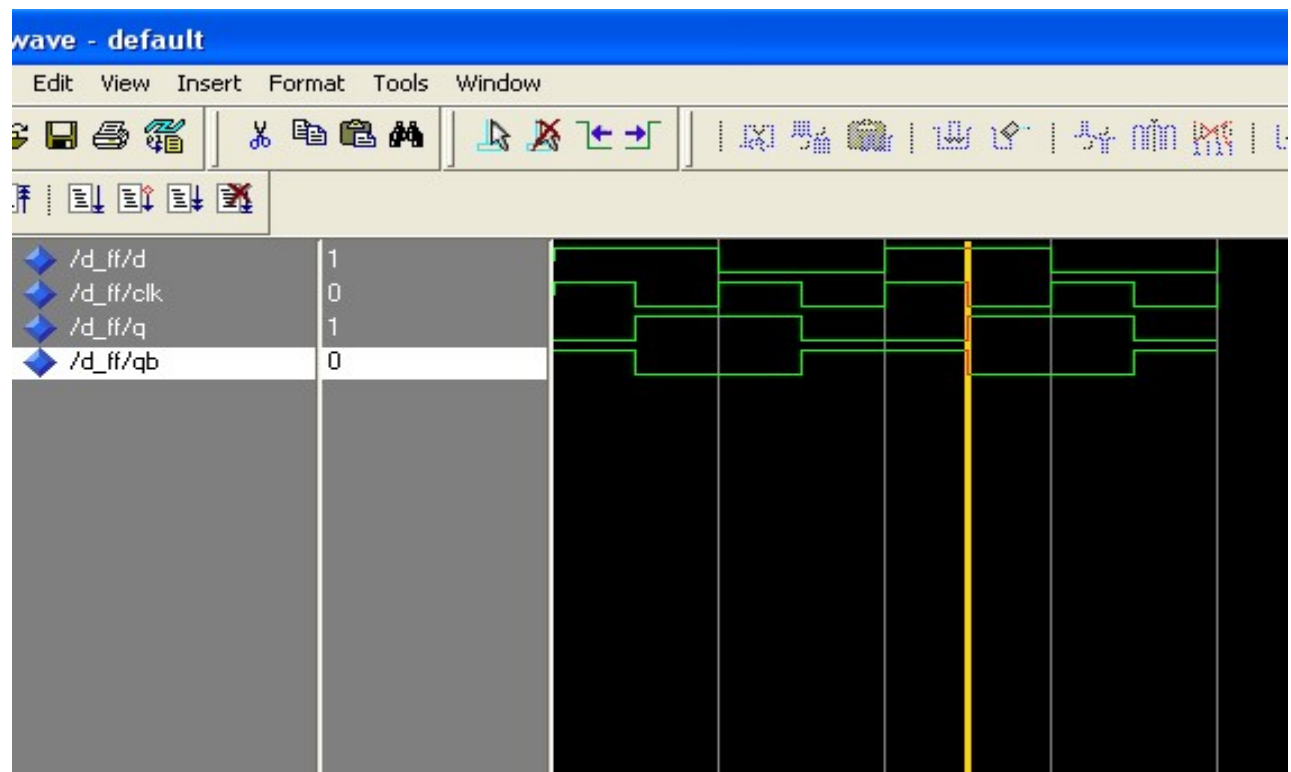 wave - default
Edit View Insert Format Tools Window
/d_ff/d 1
/d_ff/clk 0
/d_ff/q 1
/d_ff/qb 0